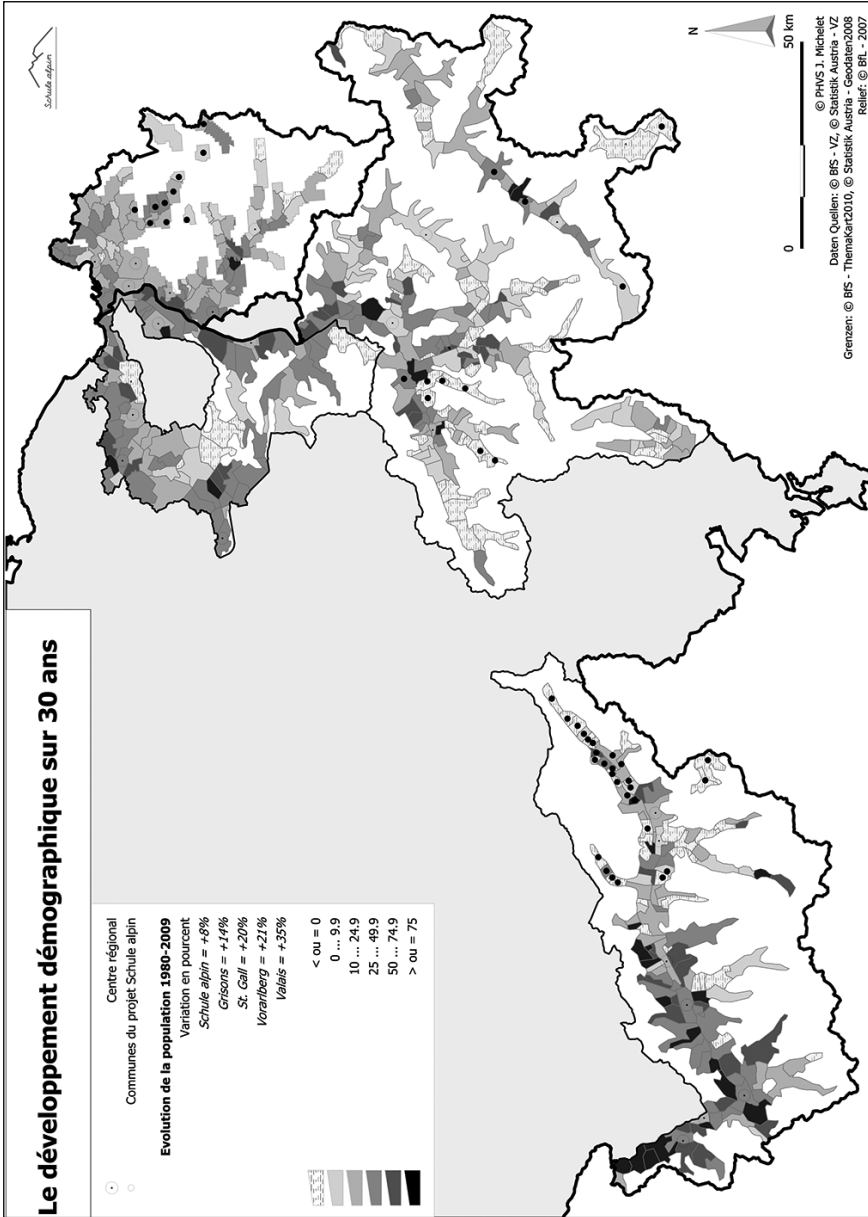 Le développement démographique sur 30 ans
Centre régional
Communes du projet Schule alpin
Evolution de la population 1980-2009
Variation en pourcent
Schule alpin = +8%
Grisons = +14%
St. Gall = +20%
Vorarlberg = +21%
Valais = +35%
< ou = 0
0 ... 9.9
10 ... 24.9
25 ... 49.9
50 ... 74.9
> ou = 75
Schule alpin
N
0
50 km
© PHVS J. Michelet
Daten Quellen: © BfS - VZ, © Statistik Austria - VZ
Grenzen: © BfS - ThemaKart2010, © Statistik Austria - Geodaten2008
Relief: © BfL - 2007